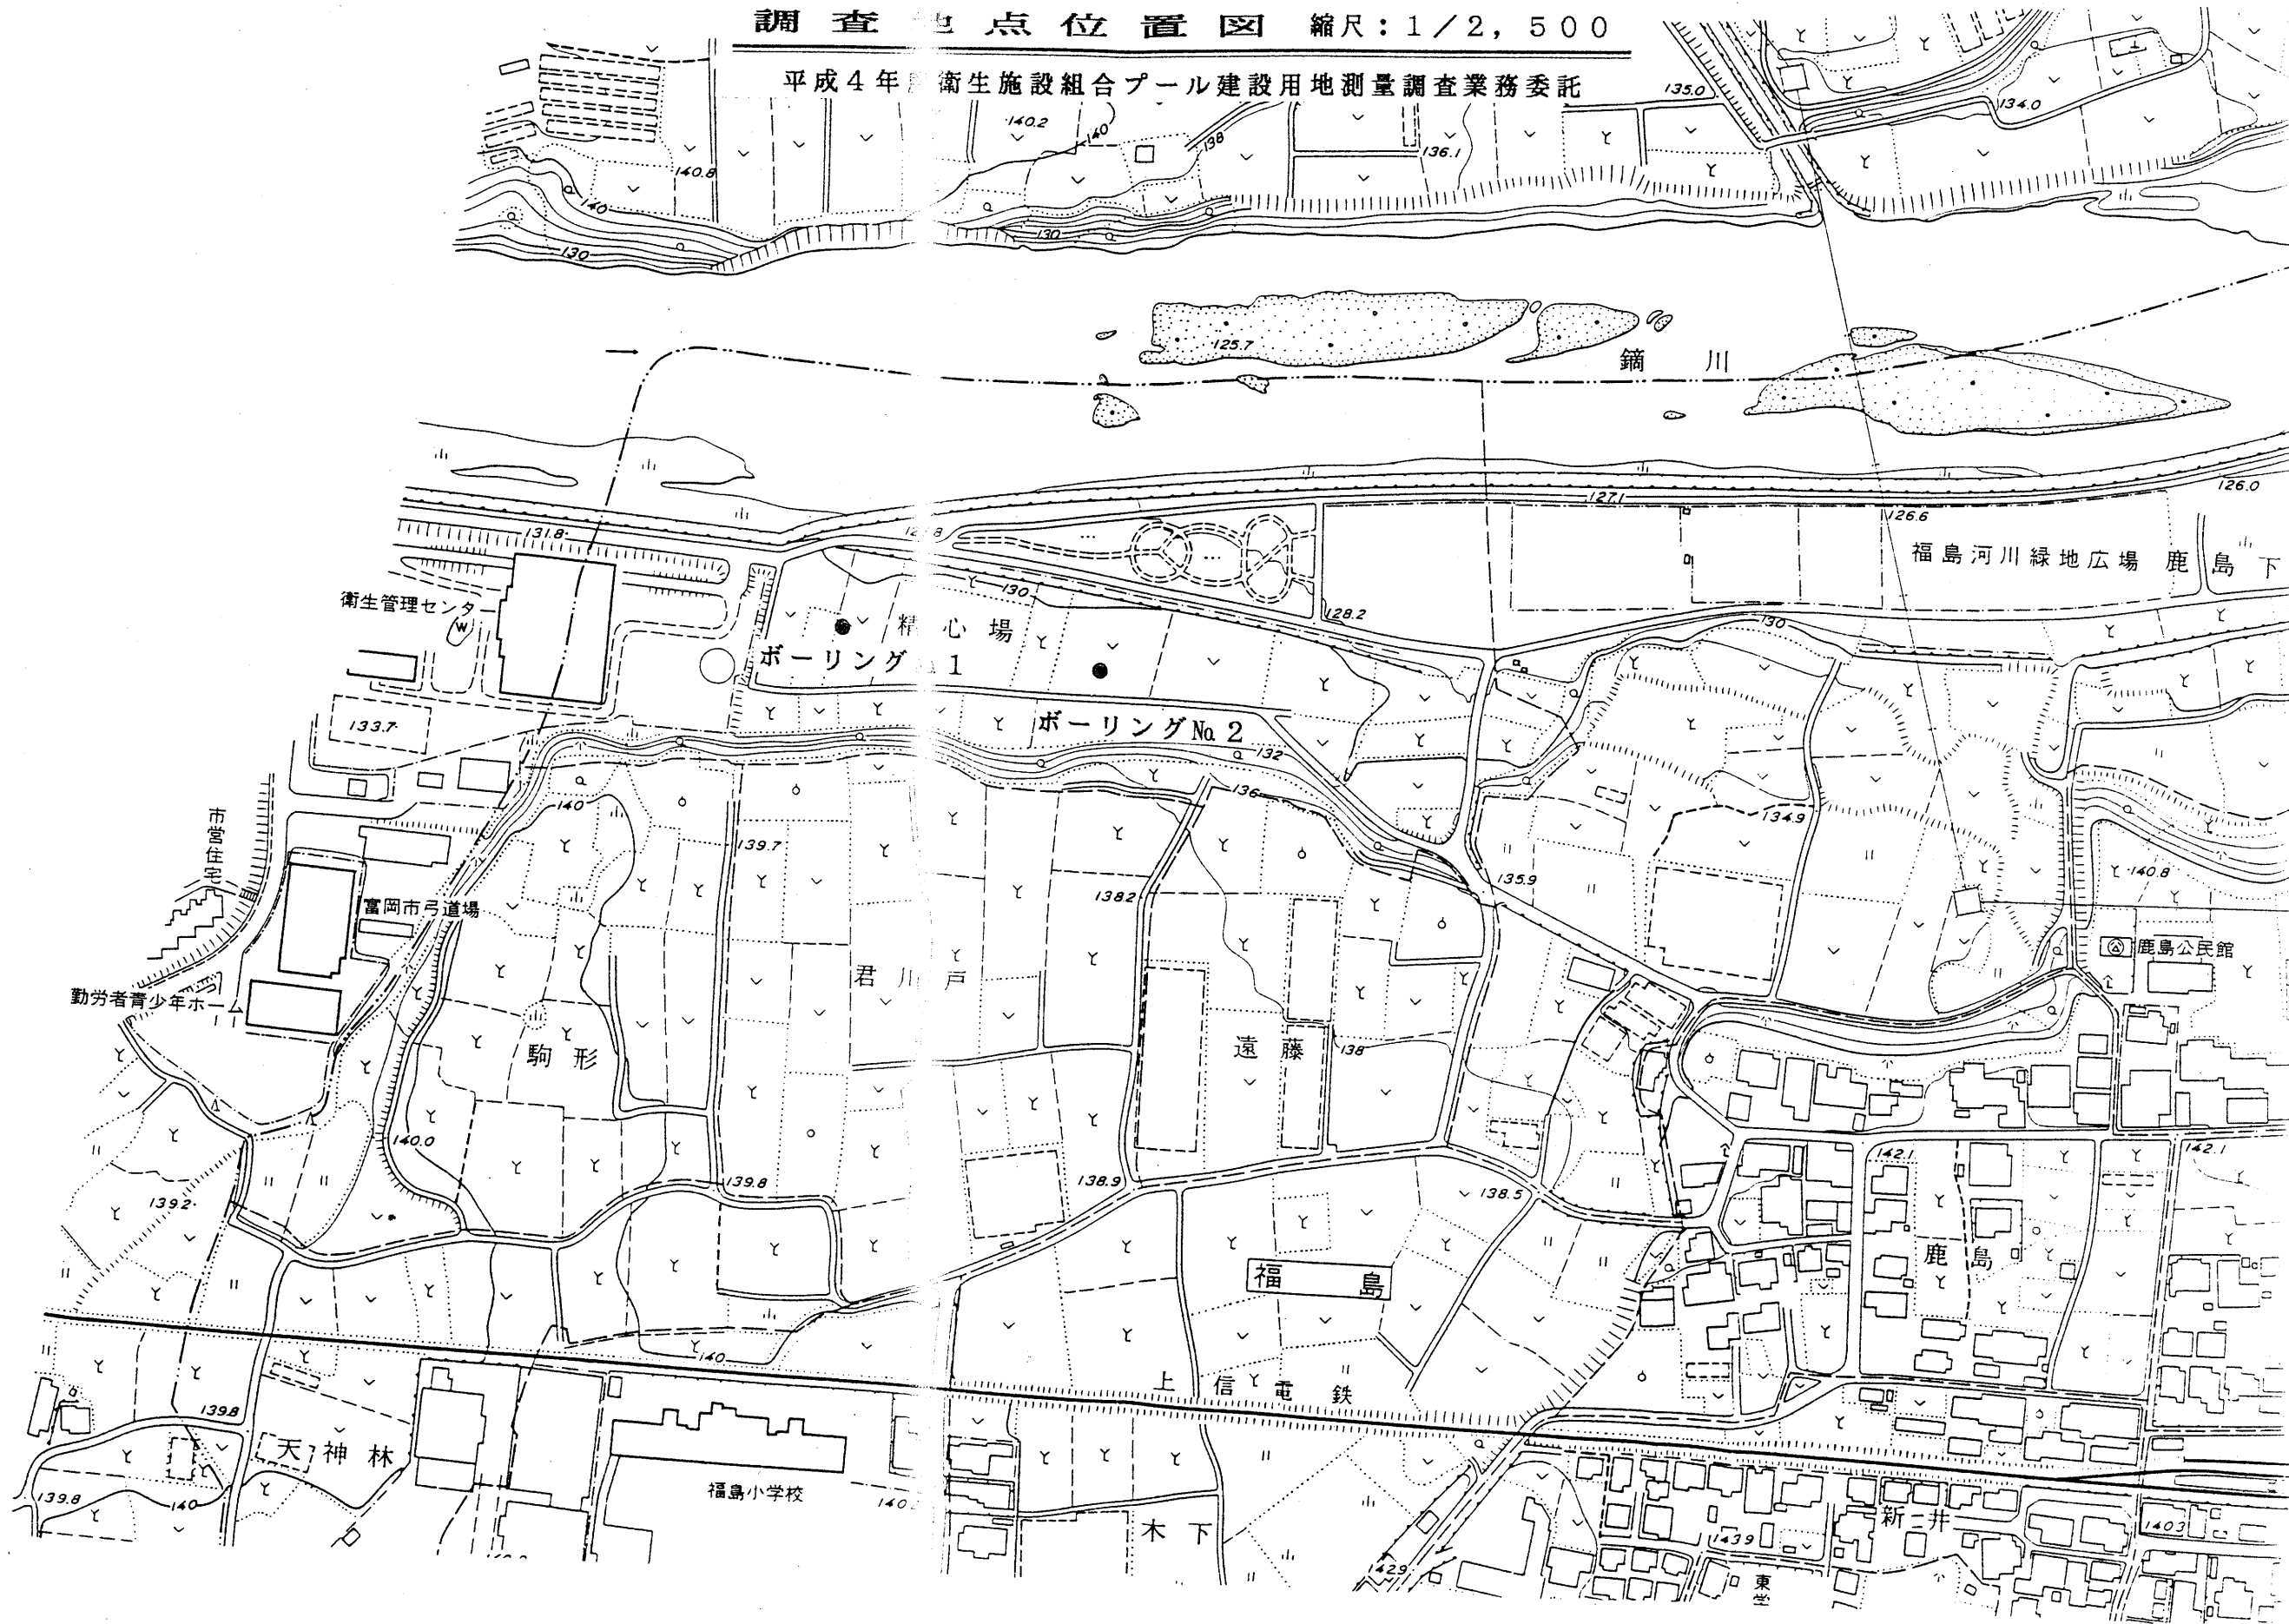 調査 点位置図 縮尺：1／2，500
平成4年 衛生施設組合プール建設用地測量調査業務委託
135.0
134.0
140.2
140
138
136.1
140.8
140
130
130
125.7
鏑川
127.1
126.0
131.8
126.6
福島河川緑地広場 鹿島下
衛生管理センター
W
130
精心場
128.2
130
ボーリング 1
133.7
ボーリング№2
132
市営住宅
140
136
139.7
134.9
138.2
135.9
140.8
富岡市弓道場
君川戸
鹿島公民館
勤労者青少年ホーム
駒形
遠藤
138
140.0
142.1
142.1
139.2
139.8
138.9
138.5
鹿島
福島
140
上信電鉄
139.8
天神林
139.8
140
福島小学校
140
木下
新井
140.3
143.9
142.9
東堂